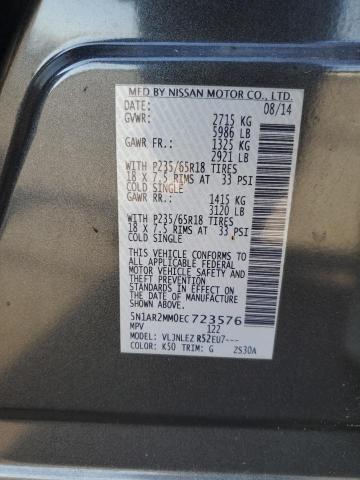 MFD BY NISSAN MOTOR CO., LTD.
DATE: 08/14
GVWR: 2715 KG
5986 LB
GAWR FR.: 1325 KG
2921 LB
WITH P235/65R18 TIRES
18 X 7.5 RIMS AT 33 PSI
COLD SINGLE
GAWR RR.: 1415 KG
3120 LB
WITH P235/65R18 TIRES
18 X 7.5 RIMS AT 33 PSI
COLD SINGLE
THIS VEHICLE CONFORMS TO
ALL APPLICABLE FEDERAL
MOTOR VEHICLE SAFETY
STANDARDS IN EFFECT
ON THE DATE OF
MANUFACTURE SHOWN ABOVE.
5N1AR2MM0EC723576
MPV 122
MODEL: VLJNLEZ R52EU7---
COLOR: K50 TRIM: G ZS30A